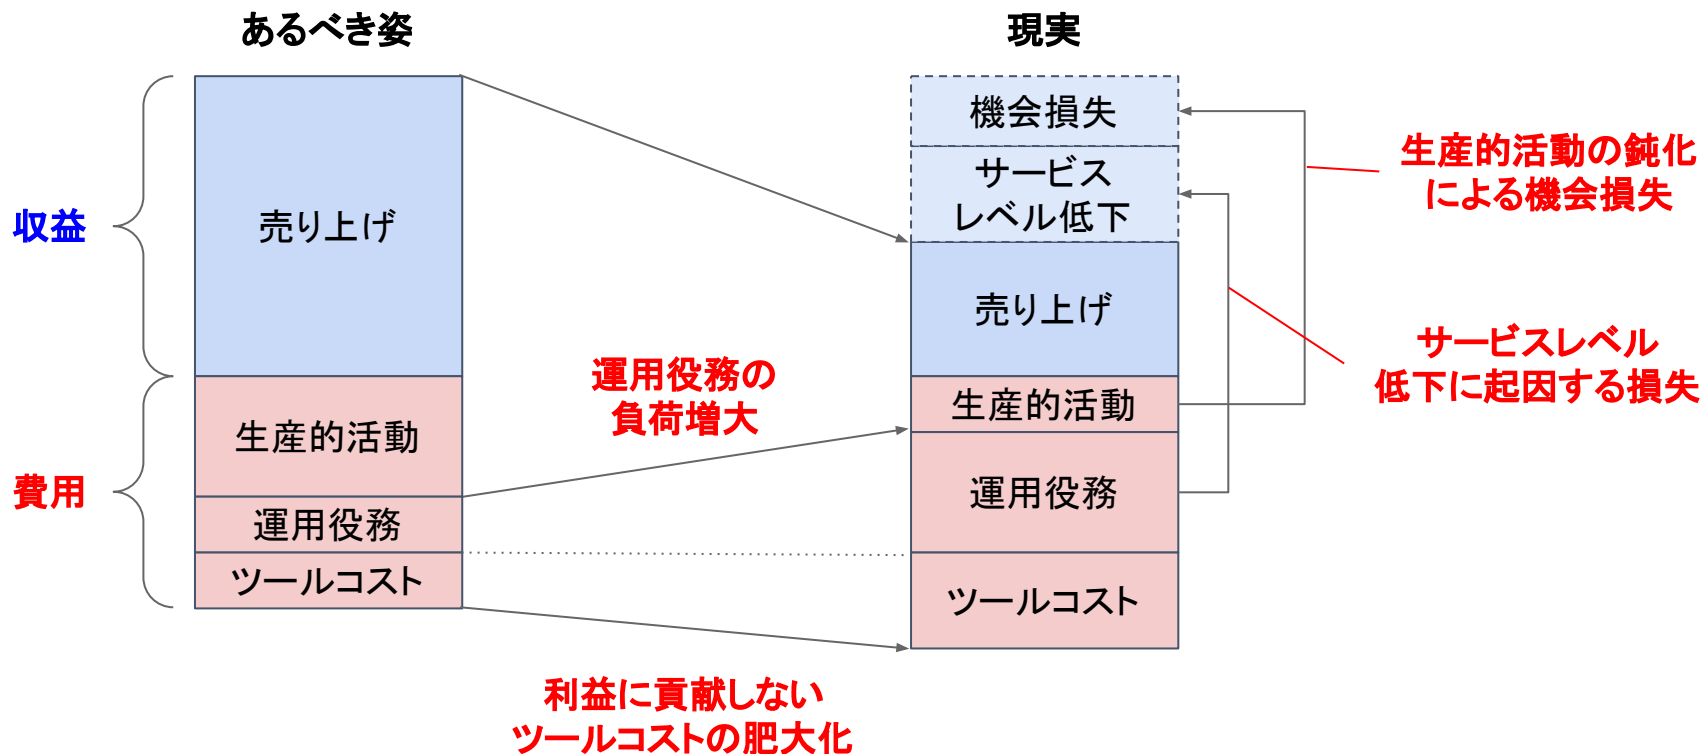 あるべき姿
現実
収益
費用
売り上げ
生産的活動
運用役務
ツールコスト
運用役務の
負荷増大
利益に貢献しない
ツールコストの肥大化
機会損失
サービス
レベル低下
売り上げ
生産的活動
運用役務
ツールコスト
生産的活動の鈍化
による機会損失
サービスレベル
低下に起因する損失